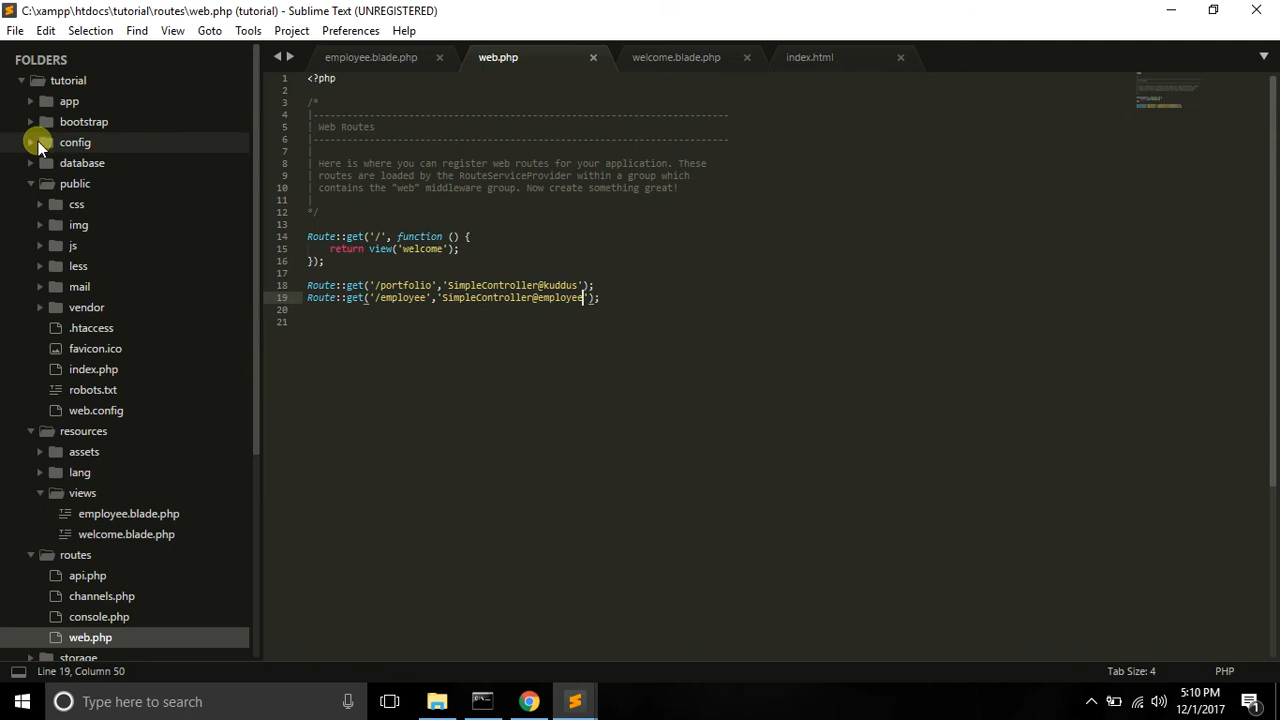 C:\xampp\htdocs\tutorial\routes\web.php (tutorial) - Sublime Text (UNREGISTERED)
File Edit Selection Find View Goto Tools Project Preferences Help
FOLDERS
tutorial
app
bootstrap
config
database
public
css
img
js
less
mail
vendor
.htaccess
favicon.ico
index.php
robots.txt
web.config
resources
assets
lang
views
employee.blade.php
welcome.blade.php
routes
api.php
channels.php
console.php
web.php
storage
employee.blade.php web.php welcome.blade.php index.html
1 <?php
2
3 /*
4 |--------------------------------------------------------------------------
5 | Web Routes
6 |--------------------------------------------------------------------------
7 |
8 | Here is where you can register web routes for your application. These
9 | routes are loaded by the RouteServiceProvider within a group which
10 | contains the "web" middleware group. Now create something great!
11 |
12 */
13
14 Route::get('/', function () {
15 return view('welcome');
16 });
17
18 Route::get('/portfolio','SimpleController@kuddus');
19 Route::get('/employee','SimpleController@employee');
20
21
Line 19, Column 50
Tab Size: 4 PHP
Type here to search
5:10 PM
12/1/2017
1